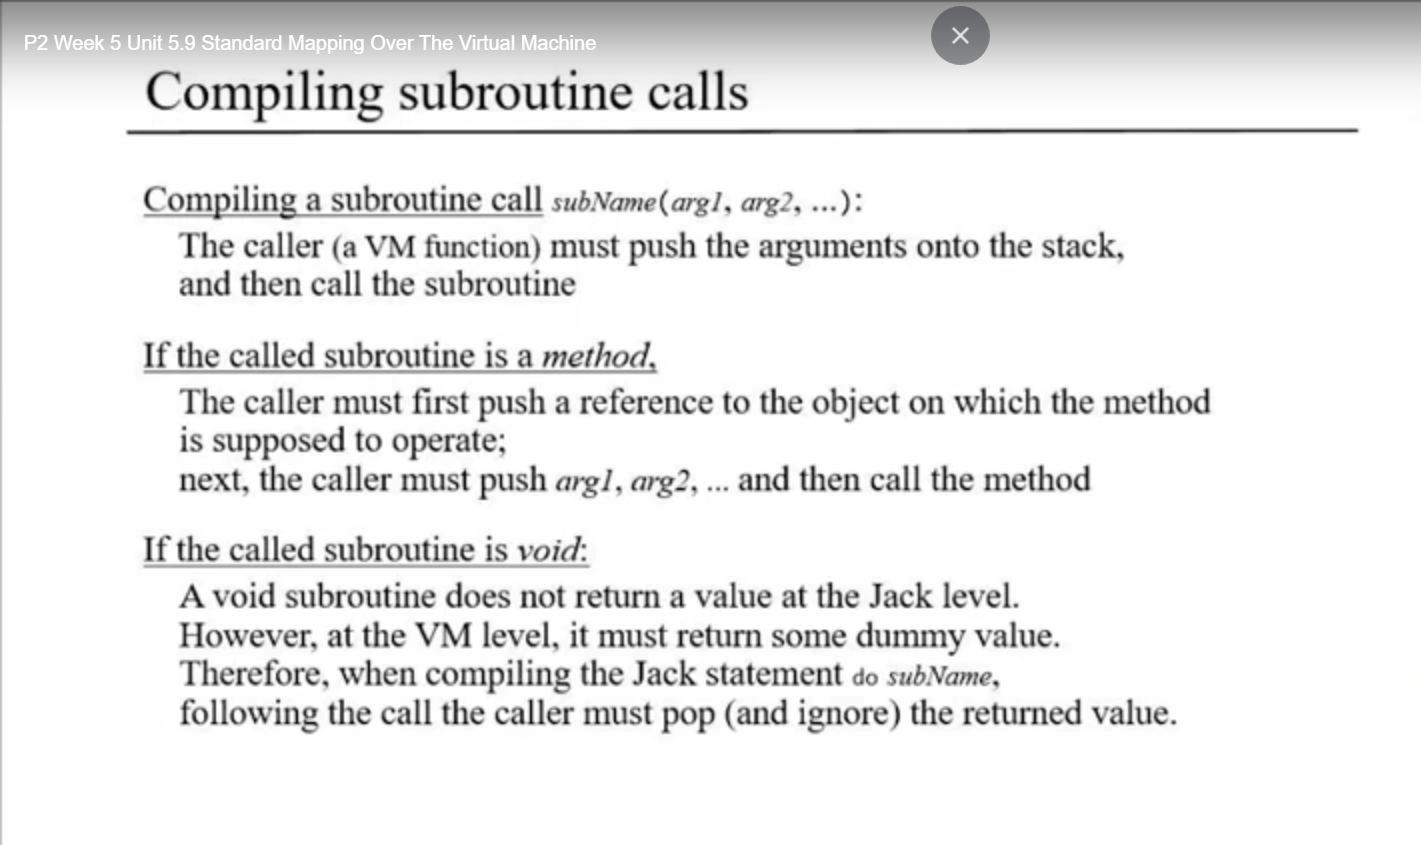 P2 Week 5 Unit 5.9 Standard Mapping Over The Virtual Machine
Compiling subroutine calls
Compiling a subroutine call subName(arg1, arg2, ...):
The caller (a VM function) must push the arguments onto the stack,
and then call the subroutine
If the called subroutine is a method,
The caller must first push a reference to the object on which the method
is supposed to operate;
next, the caller must push arg1, arg2, ... and then call the method
If the called subroutine is void:
A void subroutine does not return a value at the Jack level.
However, at the VM level, it must return some dummy value.
Therefore, when compiling the Jack statement do subName,
following the call the caller must pop (and ignore) the returned value.